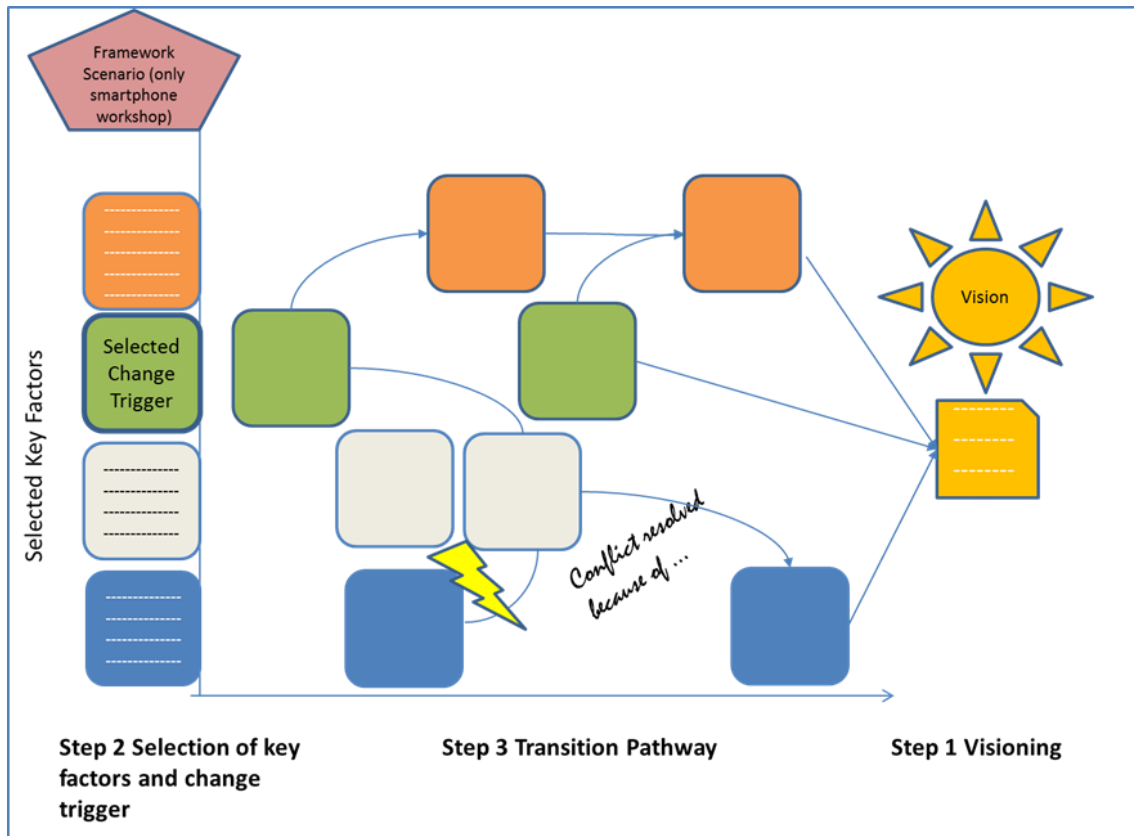 Framework
Scenario (only
smartphone
workshop)
Selected Key Factors
Selected
Change
Trigger
Conflict resolved
because of ...
Vision
Step 2 Selection of key
factors and change
trigger
Step 3 Transition Pathway
Step 1 Visioning